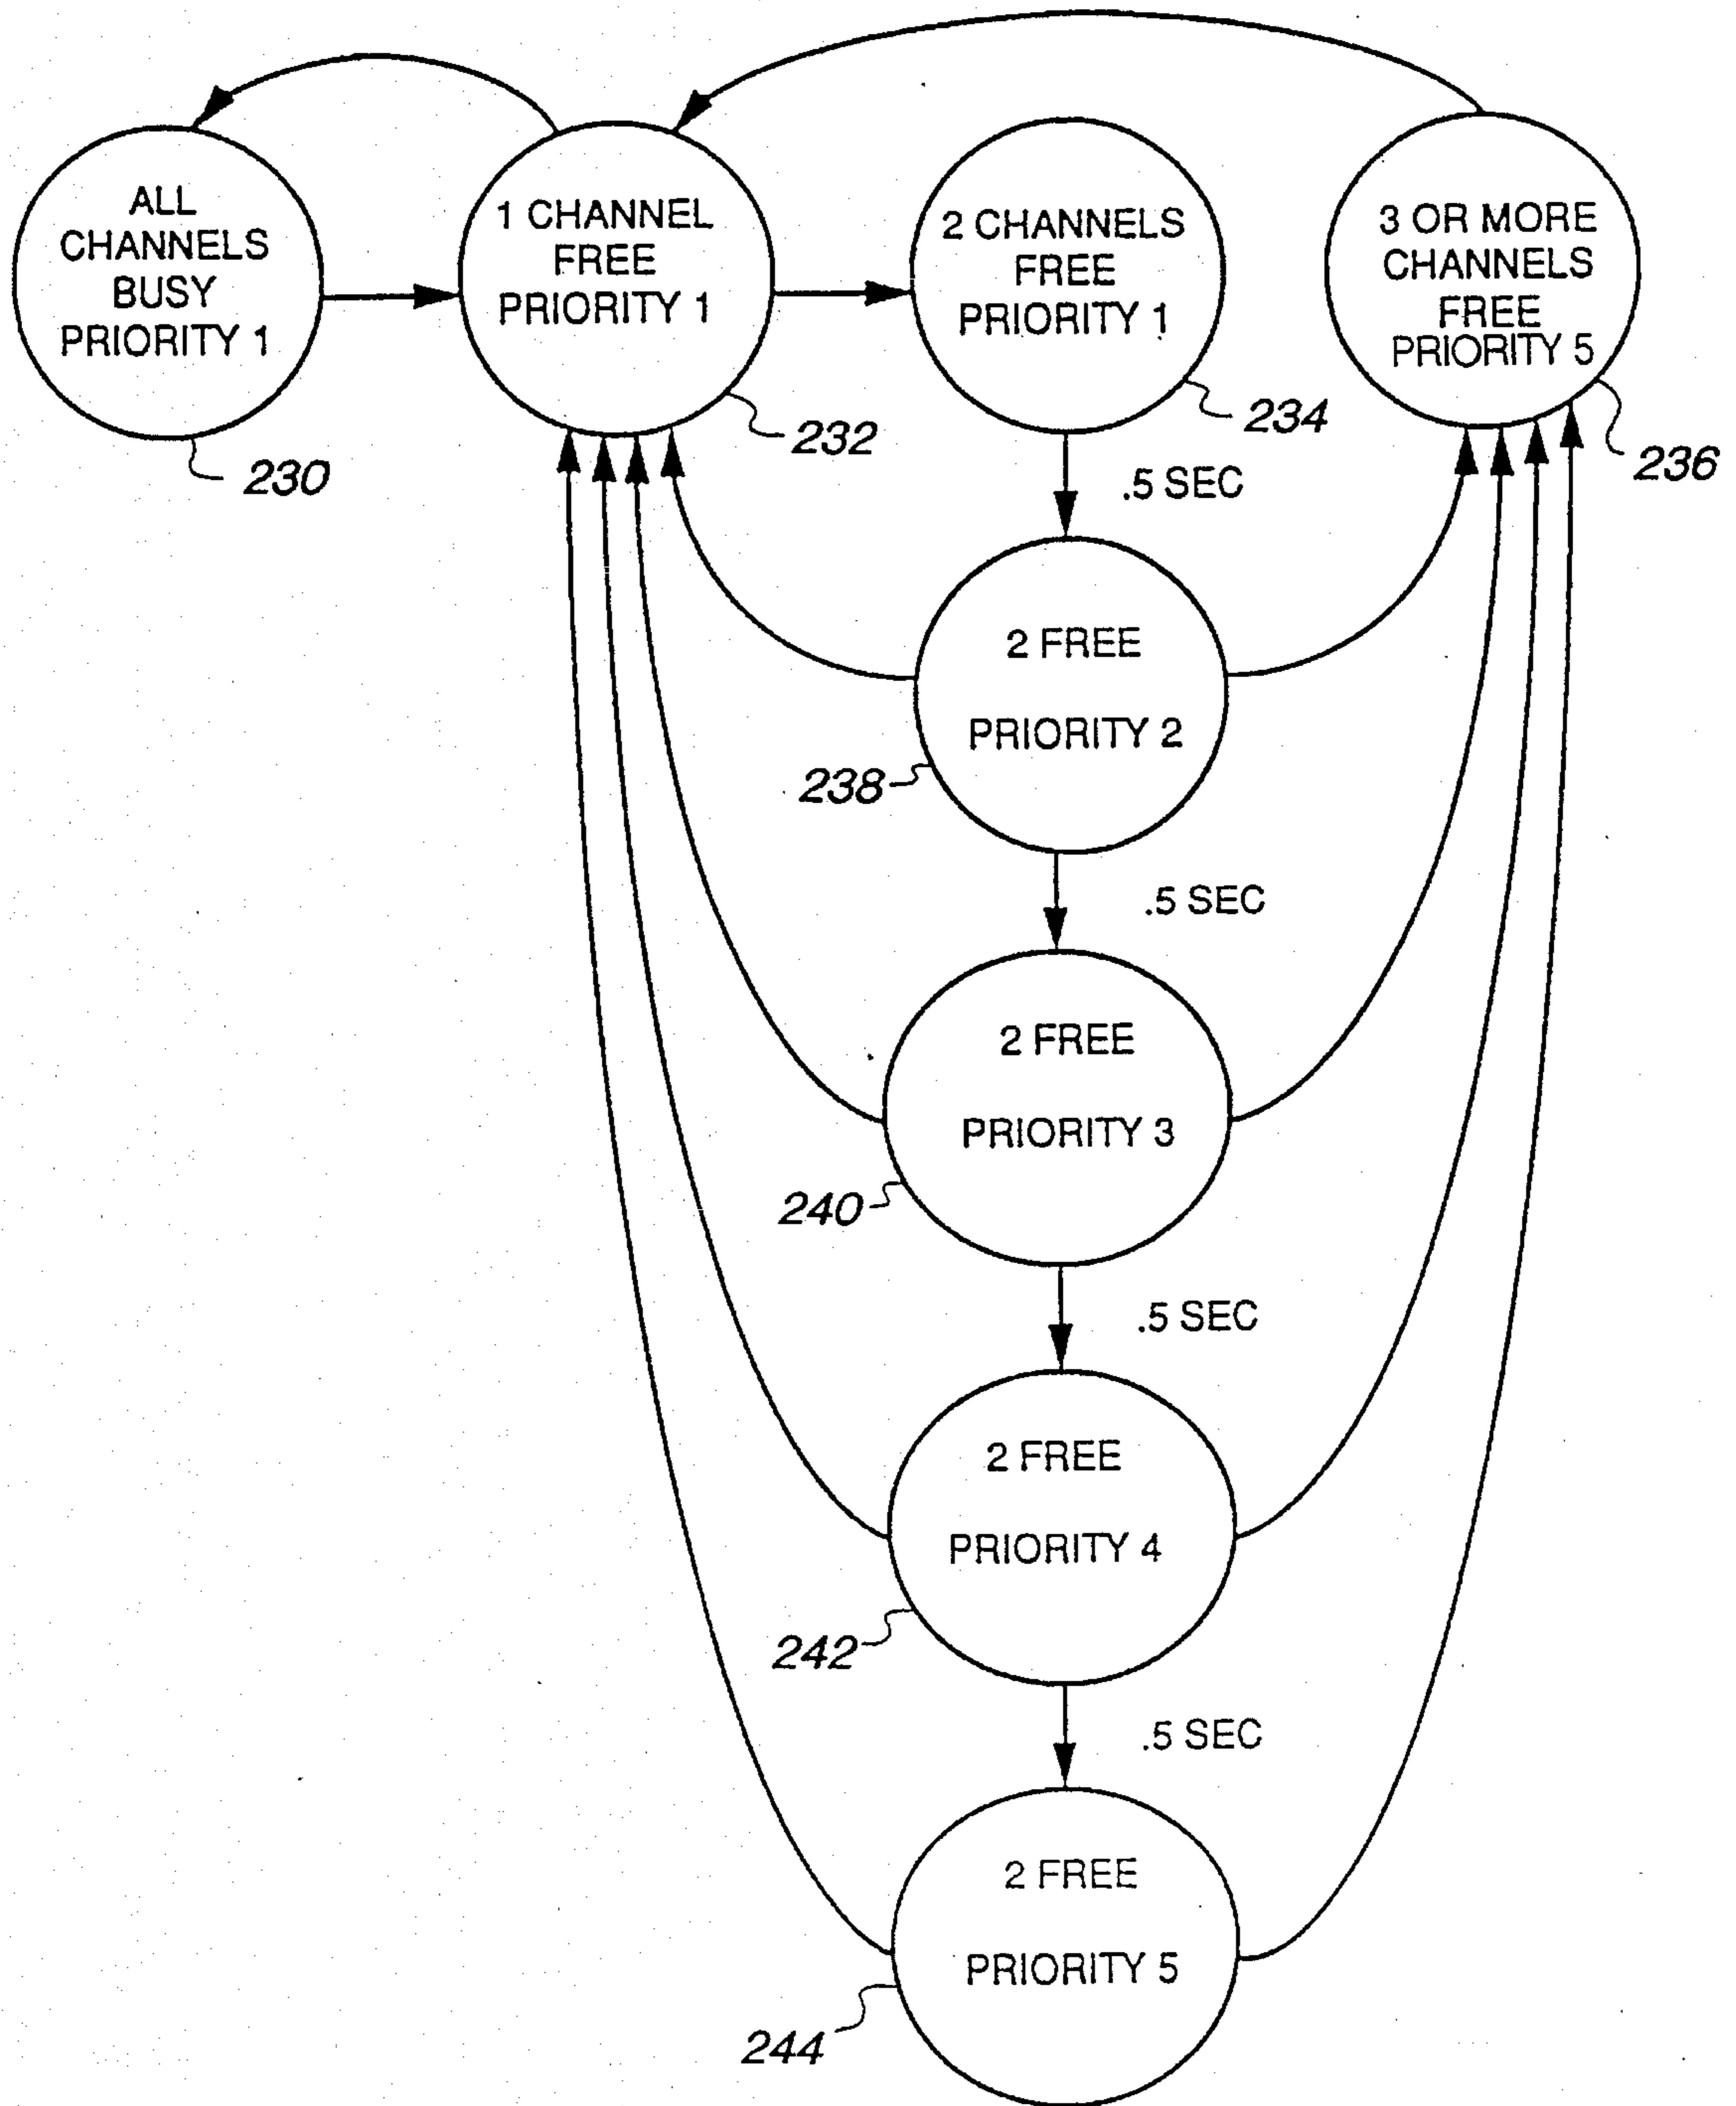 ALL
CHANNELS
BUSY
PRIORITY 1
230
1 CHANNEL
FREE
PRIORITY 1
232
2 CHANNELS
FREE
PRIORITY 1
234
3 OR MORE
CHANNELS
FREE
PRIORITY 5
236
.5 SEC
2 FREE
PRIORITY 2
238
.5 SEC
2 FREE
PRIORITY 3
240
.5 SEC
2 FREE
PRIORITY 4
242
.5 SEC
2 FREE
PRIORITY 5
244